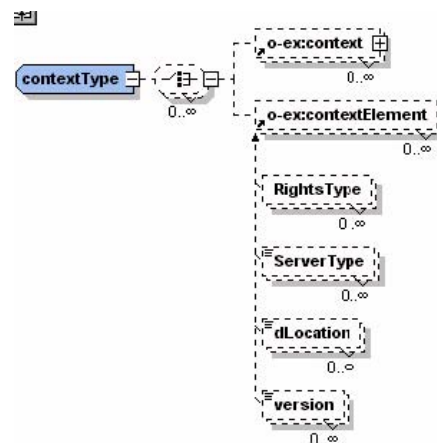 o-ex:context
0..∞
contextType
0..∞
o-ex:contextElement
0..∞
RightsType
0..∞
ServerType
0..∞
dLocation
0..∞
version
0..∞